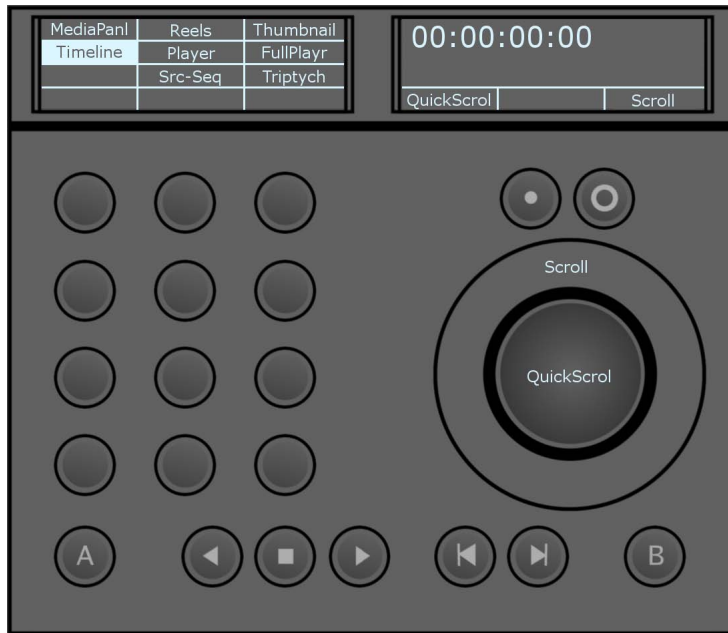 MediaPanl Reels Thumbnail
Timeline Player FullPlayr
Src-Seq Triptych
00:00:00:00
QuickScrol Scroll
Scroll
QuickScrol
A B